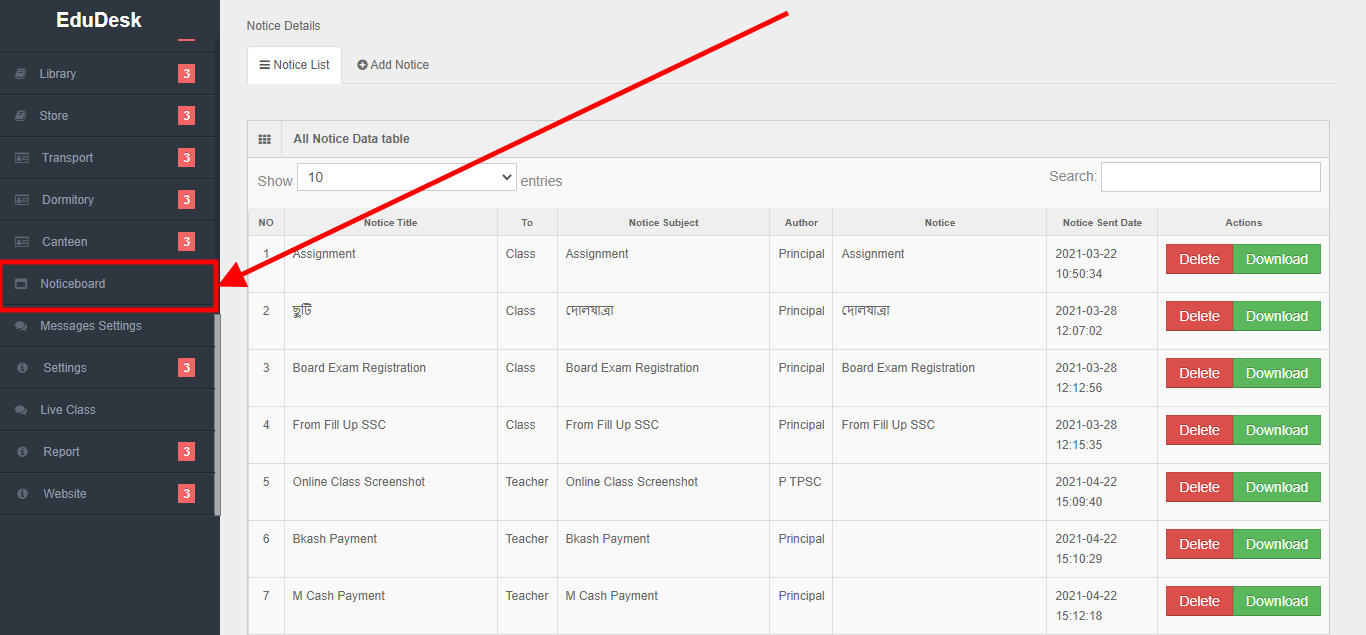 EduDesk
3
Library
3
Store
3
Transport
3
Dormitory
3
Canteen
3
Noticeboard
Messages Settings
Settings
3
Live Class
Report
3
Website
3
Notice Details
Notice List
Add Notice
All Notice Data table
Show 10 entries
Search:
NO Notice Title To Notice Subject Author Notice Notice Sent Date Actions
1 Assignment Class Assignment Principal Assignment 2021-03-22 Delete Download
10:50:34
2 ছুটি Class দোলযাত্রা Principal দোলযাত্রা 2021-03-28 Delete Download
12:07:02
3 Board Exam Registration Class Board Exam Registration Principal Board Exam Registration 2021-03-28 Delete Download
12:12:56
4 From Fill Up SSC Class From Fill Up SSC Principal From Fill Up SSC 2021-03-28 Delete Download
12:15:35
5 Online Class Screenshot Teacher Online Class Screenshot P TPSC 2021-04-22 Delete Download
15:09:40
6 Bkash Payment Teacher Bkash Payment Principal 2021-04-22 Delete Download
15:10:29
7 M Cash Payment Teacher M Cash Payment Principal 2021-04-22 Delete Download
15:12:18